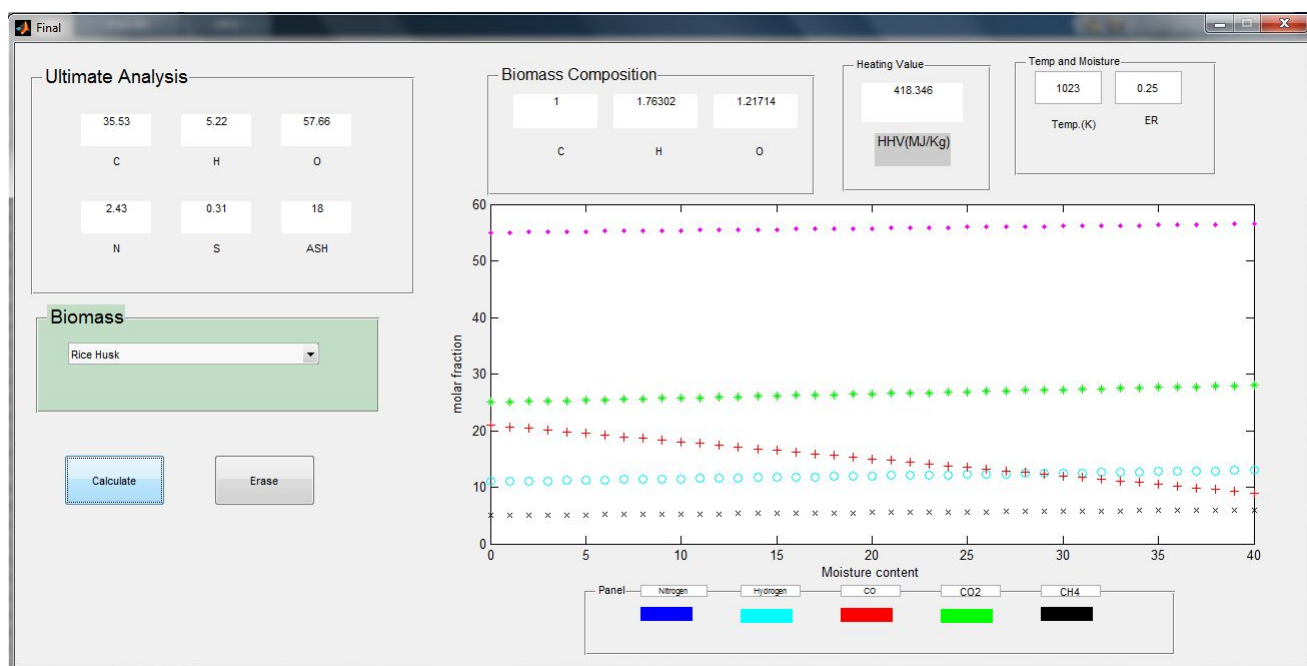 Final
Ultimate Analysis
35.53 5.22 57.66
C H O
2.43 0.31 18
N S ASH
Biomass
Rice Husk
Calculate Erase
Biomass Composition
1 1.76302 1.21714
C H O
Heating Value
418.346
HHV(MJ/Kg)
Temp and Moisture
1023 0.25
Temp.(K) ER
60
50
40
30
20
10
0
molar fraction
0 5 10 15 20 25 30 35 40
Moisture content
Panel Nitrogen Hydrogen CO CO2 CH4